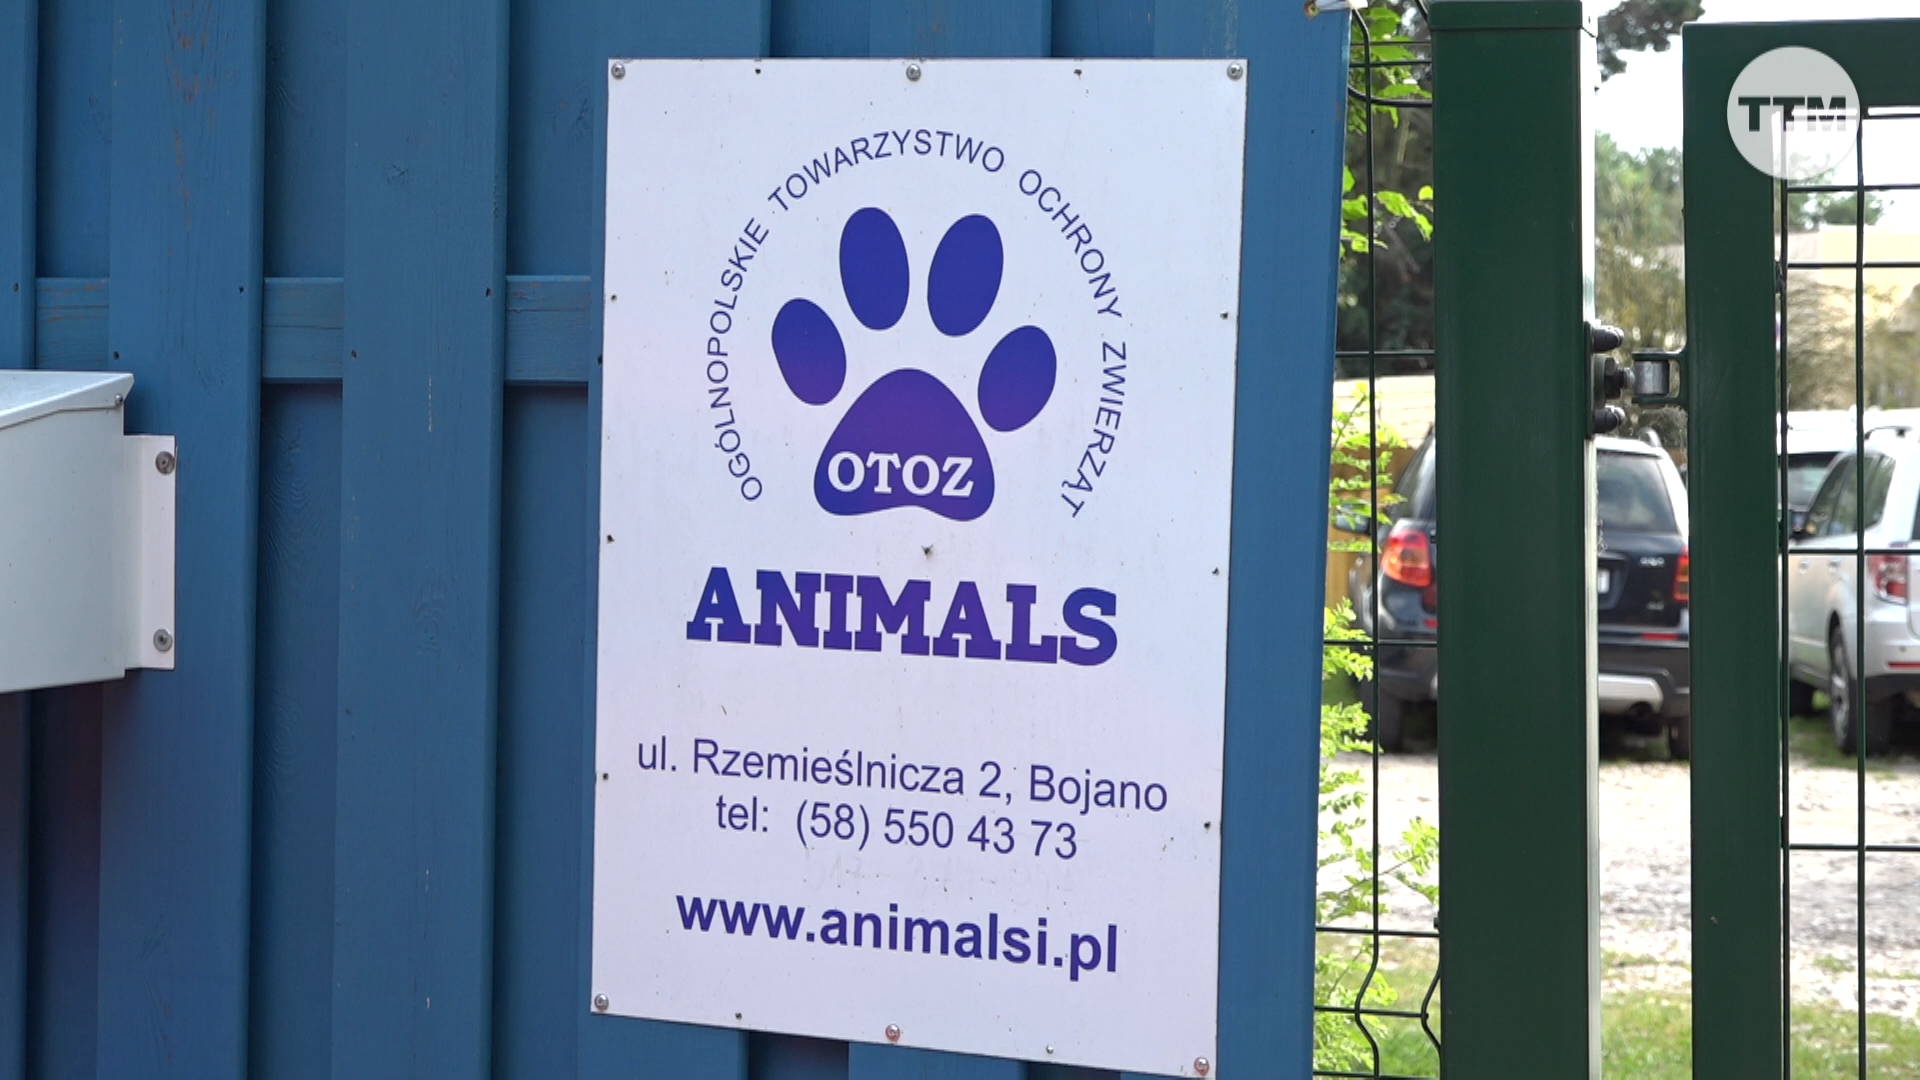 TTM
OGÓLNOPOLSKIE TOWARZYSTWO OCHRONY ZWIERZĄT
OTOZ
ANIMALS
ul. Rzemieślnicza 2, Bojano
tel: (58) 550 43 73
www.animalsi.pl